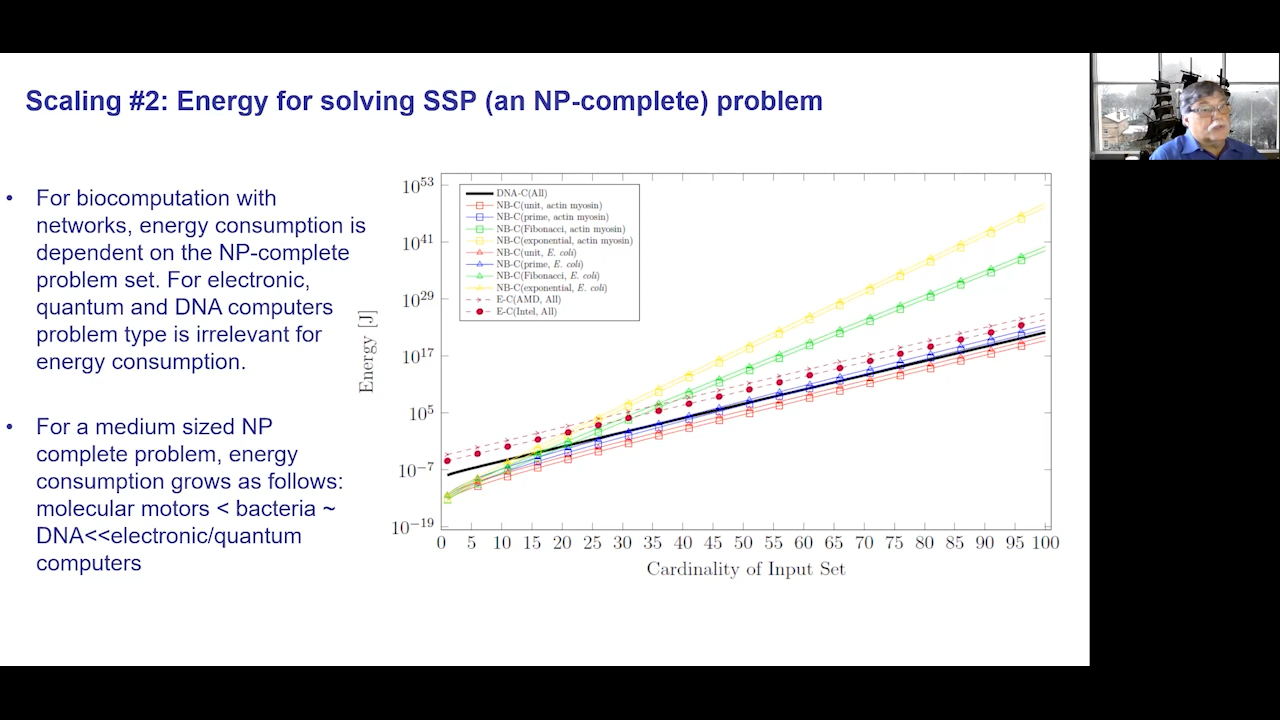 Scaling #2: Energy for solving SSP (an NP-complete) problem
• For biocomputation with
networks, energy consumption is
dependent on the NP-complete
problem set. For electronic,
quantum and DNA computers
problem type is irrelevant for
energy consumption.
• For a medium sized NP
complete problem, energy
consumption grows as follows:
molecular motors < bacteria ~
DNA<<electronic/quantum
computers
Energy [J]
10^53
10^41
10^29
10^17
10^5
10^−7
10^−19
DNA-C(All)
NB-C(unit, actin myosin)
NB-C(prime, actin myosin)
NB-C(Fibonacci, actin myosin)
NB-C(exponential, actin myosin)
NB-C(unit, E. coli)
NB-C(prime, E. coli)
NB-C(Fibonacci, E. coli)
NB-C(exponential, E. coli)
E-C(AMD, All)
E-C(Intel, All)
0 5 10 15 20 25 30 35 40 45 50 55 60 65 70 75 80 85 90 95 100
Cardinality of Input Set